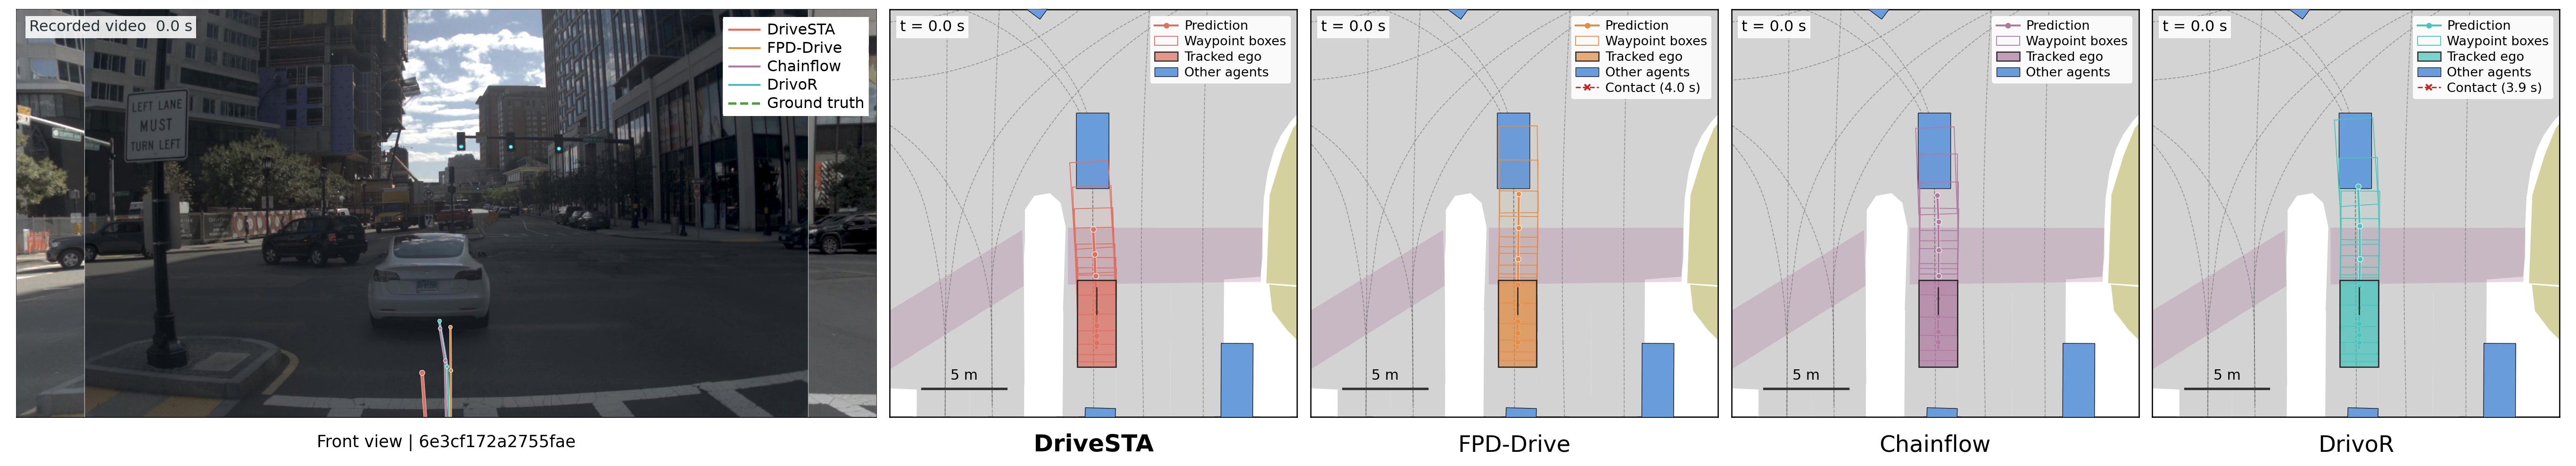 Recorded video 0.0 s
DriveSTA
FPD-Drive
Chainflow
DrivoR
Ground truth
LEFT LANE
MUST
TURN LEFT
Front view | 6e3cf172a2755fae
t = 0.0 s
Prediction
Waypoint boxes
Tracked ego
Other agents
5 m
DriveSTA
t = 0.0 s
Prediction
Waypoint boxes
Tracked ego
Other agents
Contact (4.0 s)
5 m
FPD-Drive
t = 0.0 s
Prediction
Waypoint boxes
Tracked ego
Other agents
5 m
Chainflow
t = 0.0 s
Prediction
Waypoint boxes
Tracked ego
Other agents
Contact (3.9 s)
5 m
DrivoR